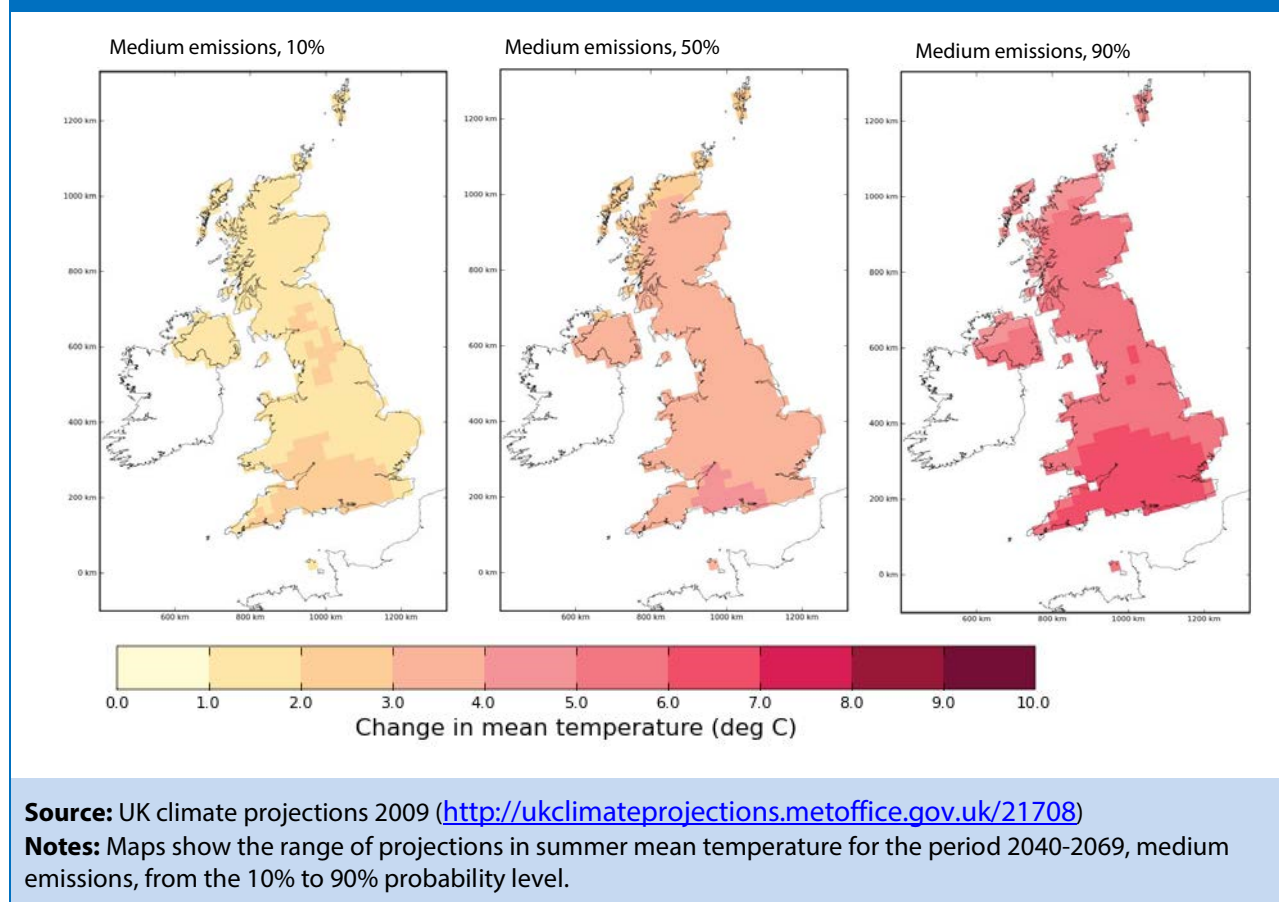 Medium emissions, 10%
Medium emissions, 50%
Medium emissions, 90%
1200 km
1000 km
800 km
600 km
400 km
200 km
0 km
600 km 800 km 1000 km 1200 km
1200 km
1000 km
800 km
600 km
400 km
200 km
0 km
600 km 800 km 1000 km 1200 km
1200 km
1000 km
800 km
600 km
400 km
200 km
0 km
600 km 800 km 1000 km 1200 km
0.0 1.0 2.0 3.0 4.0 5.0 6.0 7.0 8.0 9.0 10.0
Change in mean temperature (deg C)
Source: UK climate projections 2009 (http://ukclimateprojections.metoffice.gov.uk/21708)
Notes: Maps show the range of projections in summer mean temperature for the period 2040-2069, medium
emissions, from the 10% to 90% probability level.